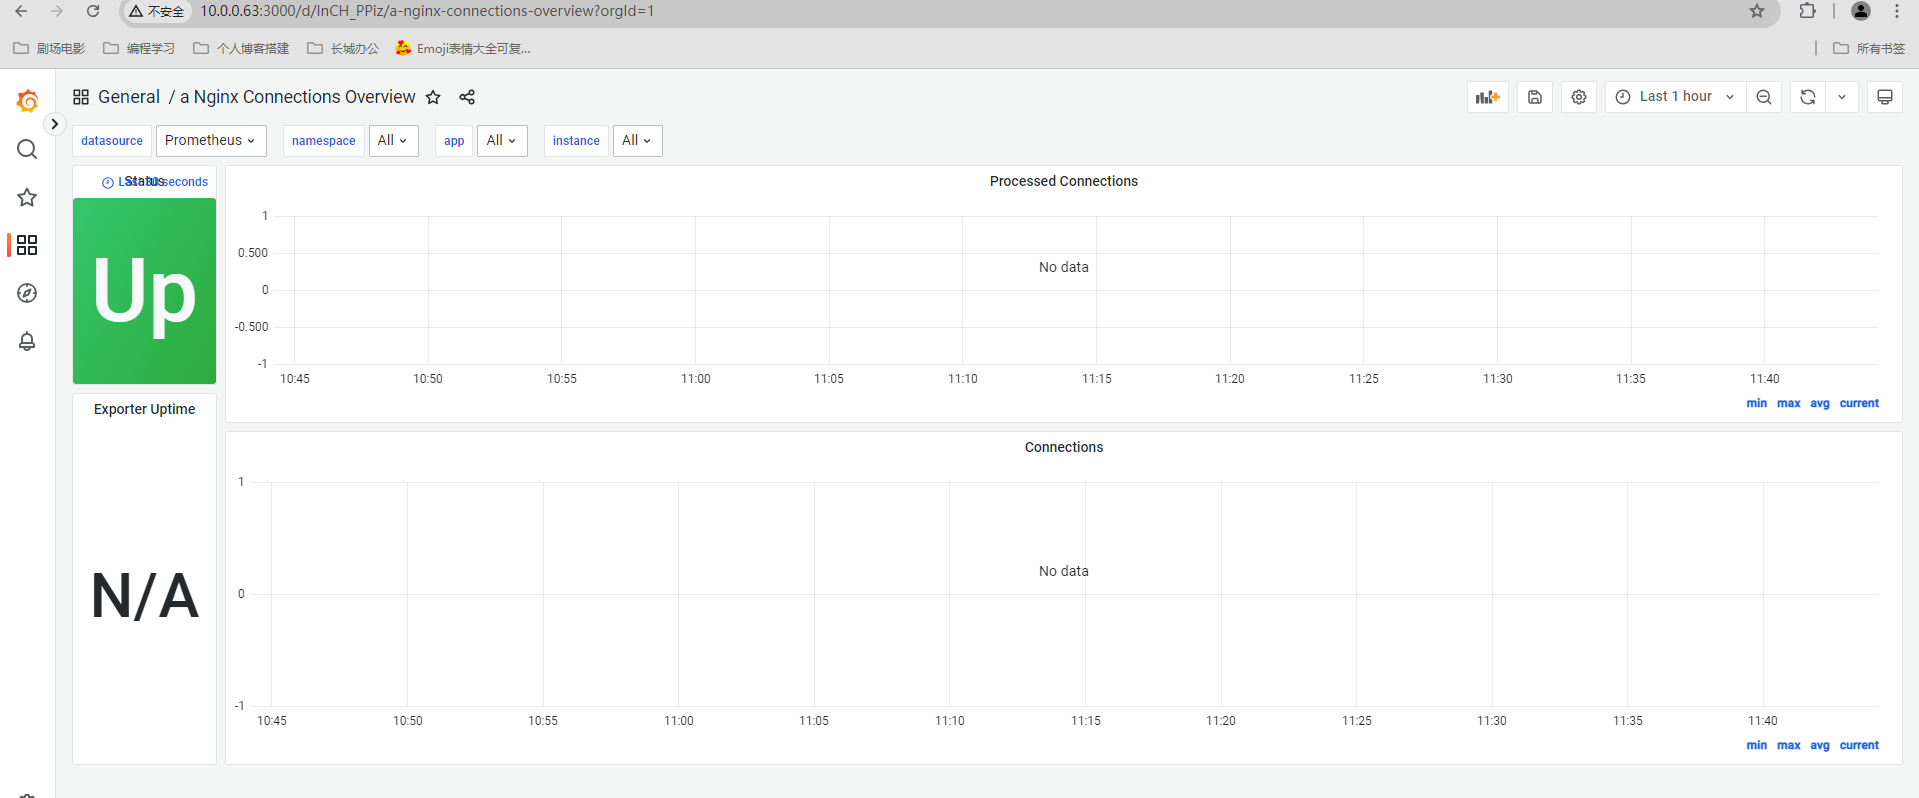 不安全 10.0.0.63:3000/d/InCH_PPiz/a-nginx-connections-overview?orgId=1
剧场电影 编程学习 个人博客搭建 长城办公 Emoji表情大全可复... 所有书签
General / a Nginx Connections Overview Last 1 hour
datasource Prometheus namespace All app All instance All
Status
Last 30 seconds
Up
Processed Connections
1
0.500
0
-0.500
-1
No data
10:45 10:50 10:55 11:00 11:05 11:10 11:15 11:20 11:25 11:30 11:35 11:40
min max avg current
Exporter Uptime
N/A
Connections
1
0
-1
No data
10:45 10:50 10:55 11:00 11:05 11:10 11:15 11:20 11:25 11:30 11:35 11:40
min max avg current